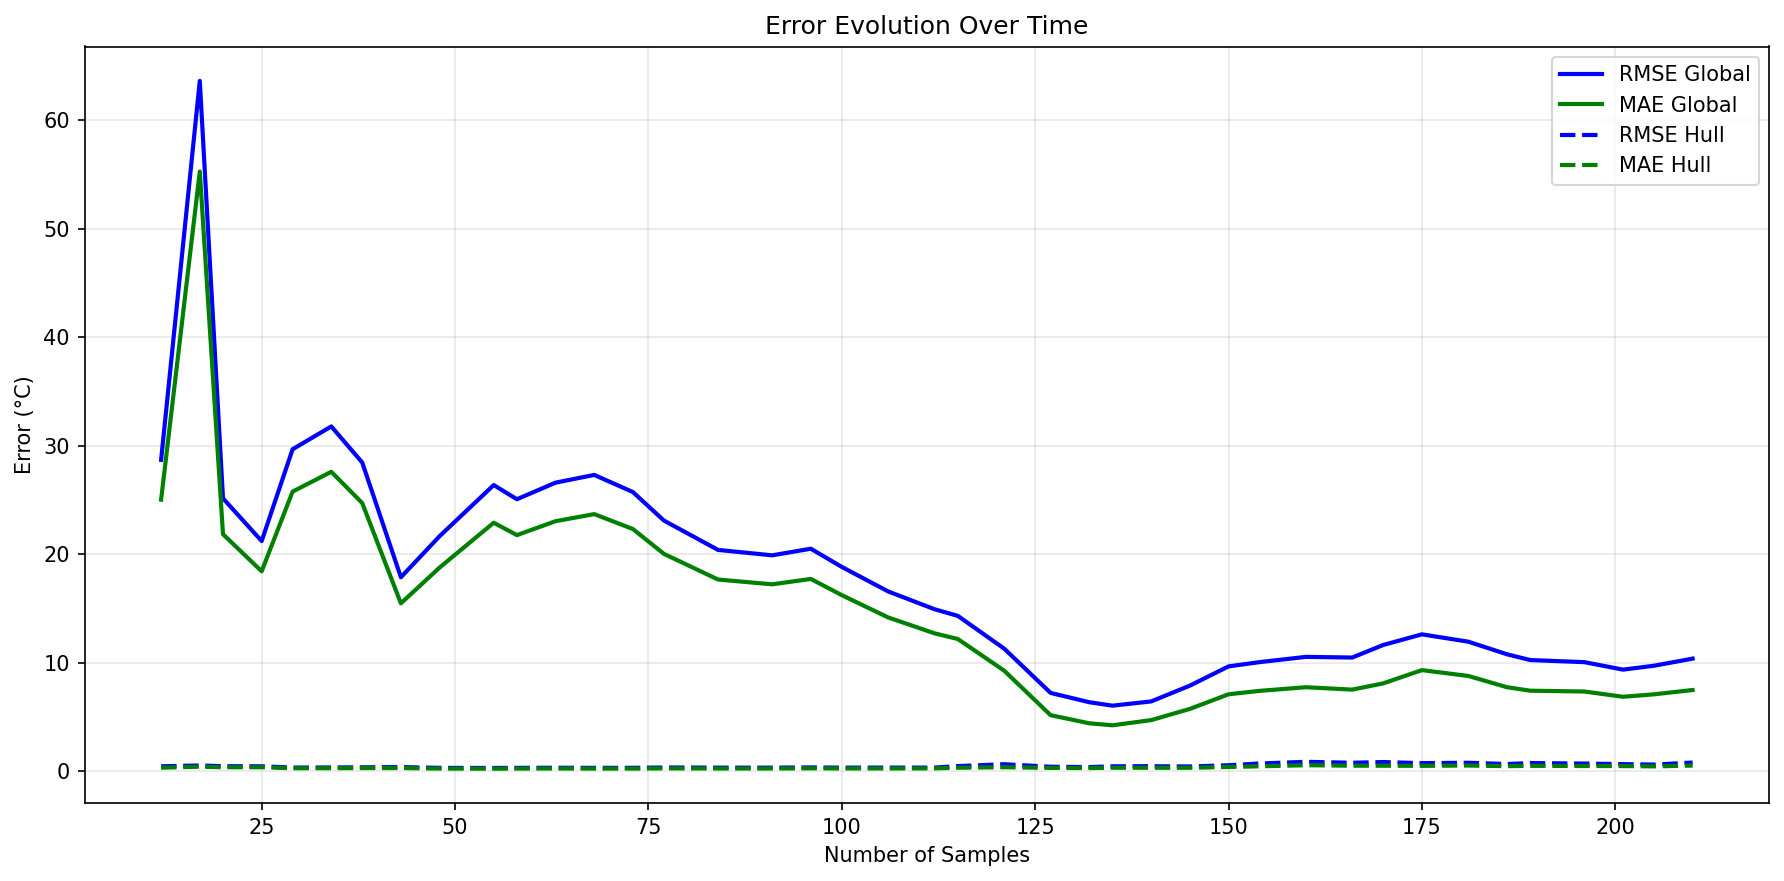 Error Evolution Over Time
RMSE Global
MAE Global
RMSE Hull
MAE Hull
Error (°C)
60
50
40
30
20
10
0
25 50 75 100 125 150 175 200
Number of Samples